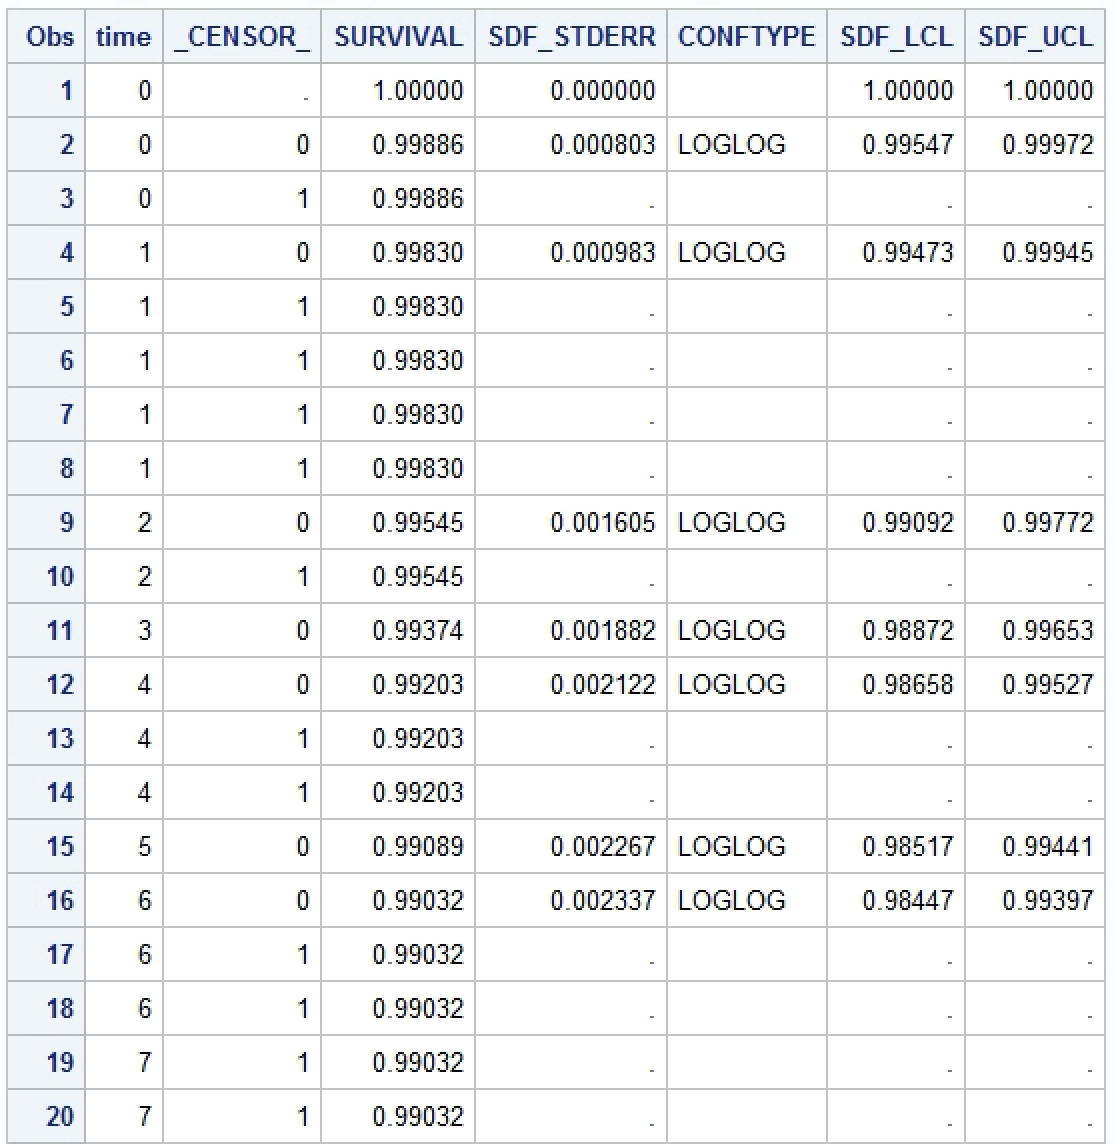 Obs time _CENSOR_ SURVIVAL SDF_STDERR CONFTYPE SDF_LCL SDF_UCL
1 0 . 1.00000 0.000000 1.00000 1.00000
2 0 0 0.99886 0.000803 LOGLOG 0.99547 0.99972
3 0 1 0.99886 . . .
4 1 0 0.99830 0.000983 LOGLOG 0.99473 0.99945
5 1 1 0.99830 . . .
6 1 1 0.99830 . . .
7 1 1 0.99830 . . .
8 1 1 0.99830 . . .
9 2 0 0.99545 0.001605 LOGLOG 0.99092 0.99772
10 2 1 0.99545 . . .
11 3 0 0.99374 0.001882 LOGLOG 0.98872 0.99653
12 4 0 0.99203 0.002122 LOGLOG 0.98658 0.99527
13 4 1 0.99203 . . .
14 4 1 0.99203 . . .
15 5 0 0.99089 0.002267 LOGLOG 0.98517 0.99441
16 6 0 0.99032 0.002337 LOGLOG 0.98447 0.99397
17 6 1 0.99032 . . .
18 6 1 0.99032 . . .
19 7 1 0.99032 . . .
20 7 1 0.99032 . . .